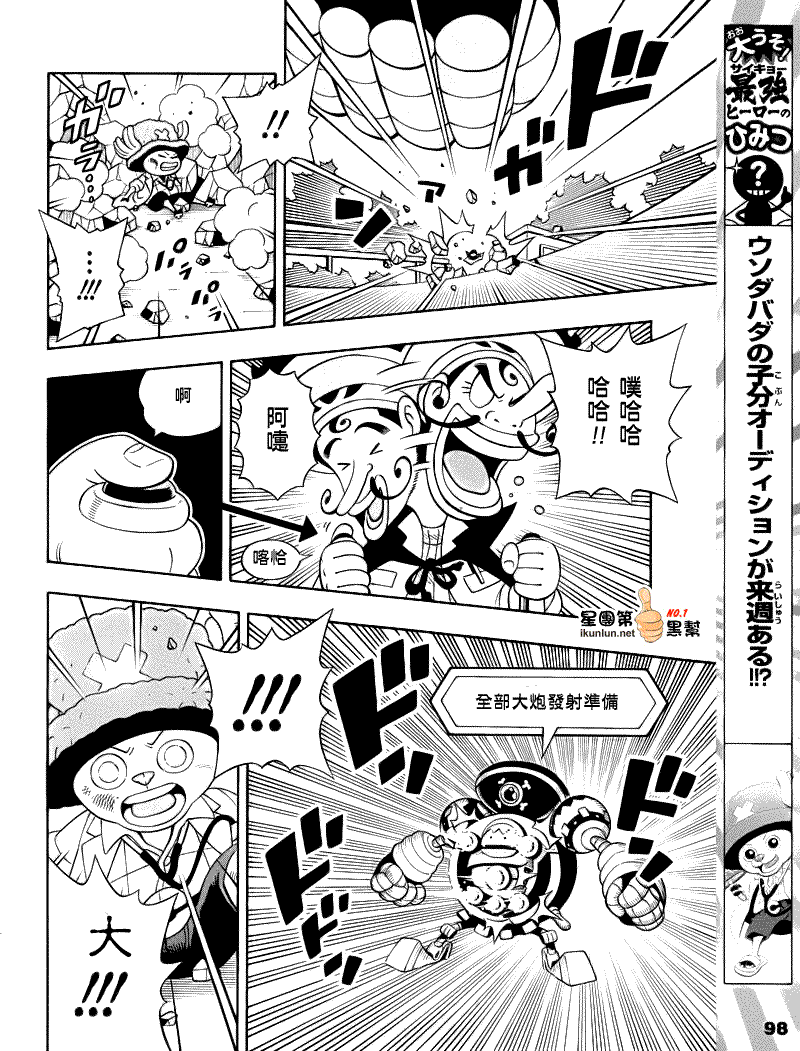 ドガァン
!!
ガラ…
パラパラ
…!!!
噗哈哈
哈哈!!
阿嚏
啊
喀恰
星團第
NO.1
黑幫
ikunlun.net
全部大炮發射準備
ドドドドン
!!!
大
!!!
おお
大うそ!
サイキョー
最強
ヒーローの
ひみつ
?
ウソダバダの子分オーディションが来週ある!!?
こぶん
らいしゅう
98